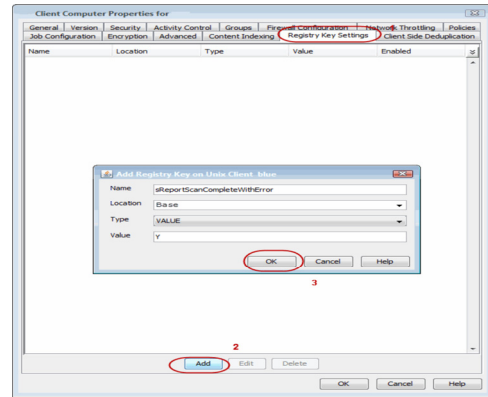 Client Computer Properties for
General Version Security Activity Control Groups Firewall Configuration Network Throttling Policies
Job Configuration Encryption Advanced Content Indexing Registry Key Settings Client Side Deduplication
1
Name Location Type Value Enabled
Add Registry Key on Unix Client blue
Name sReportScanCompleteWithError
Location Base
Type VALUE
Value Y
OK Cancel Help
3
2
Add Edit Delete
OK Cancel Help